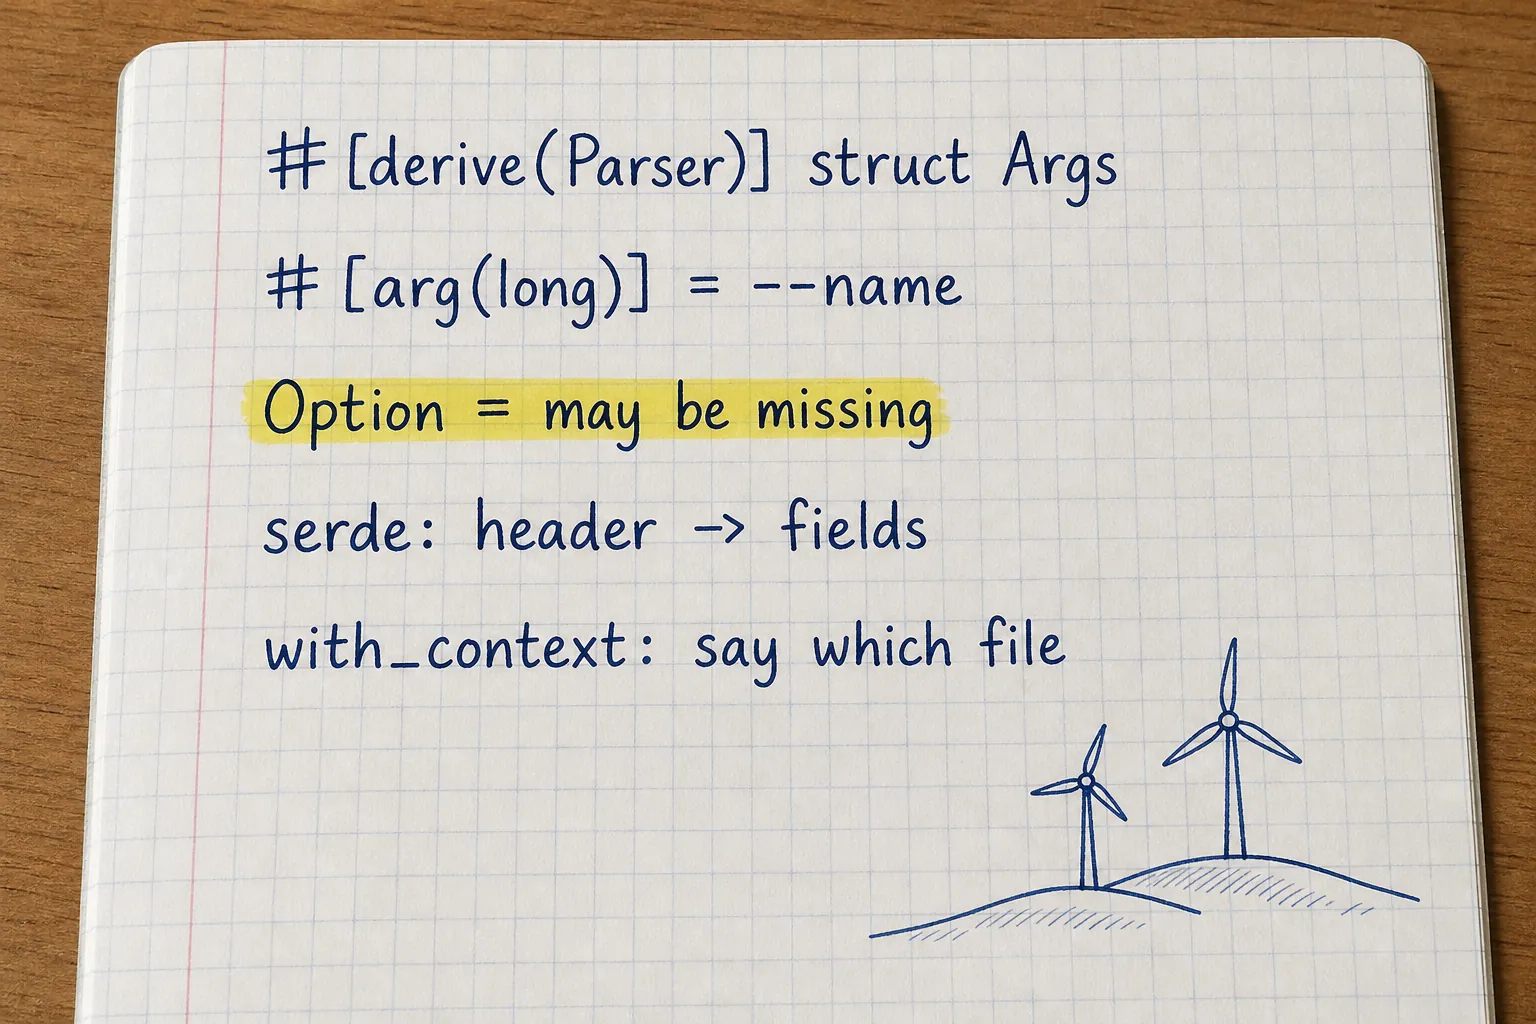 #[derive(Parser)] struct Args
#[arg(long)] = --name
Option = may be missing
serde: header -> fields
with_context: say which file